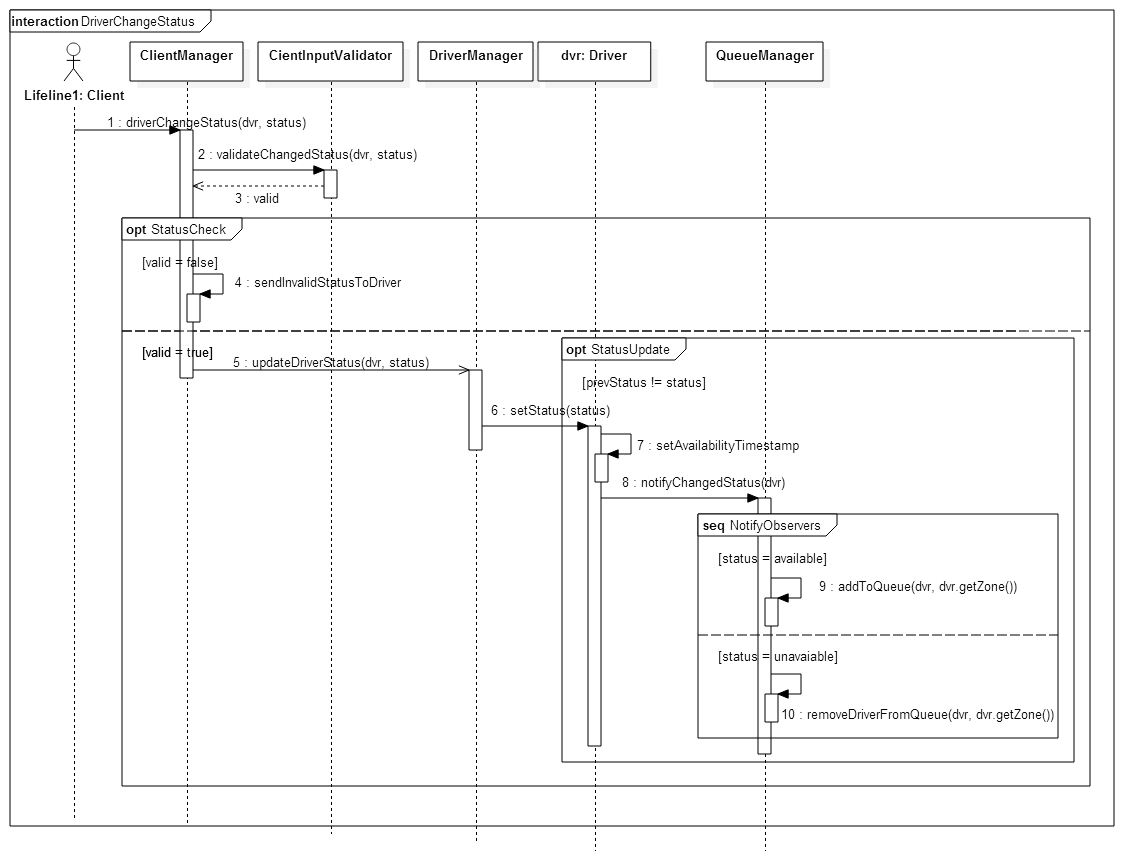 interaction DriverChangeStatus
ClientManager
CientInputValidator
DriverManager
dvr: Driver
QueueManager
Lifeline1: Client
1 : driverChangeStatus(dvr, status)
2 : validateChangedStatus(dvr, status)
3 : valid
opt StatusCheck
[valid = false]
4 : sendInvalidStatusToDriver
[valid = true]
5 : updateDriverStatus(dvr, status)
opt StatusUpdate
[prevStatus != status]
6 : setStatus(status)
7 : setAvailabilityTimestamp
8 : notifyChangedStatus(dvr)
seq NotifyObservers
[status = available]
9 : addToQueue(dvr, dvr.getZone())
[status = unavaiable]
10 : removeDriverFromQueue(dvr, dvr.getZone())